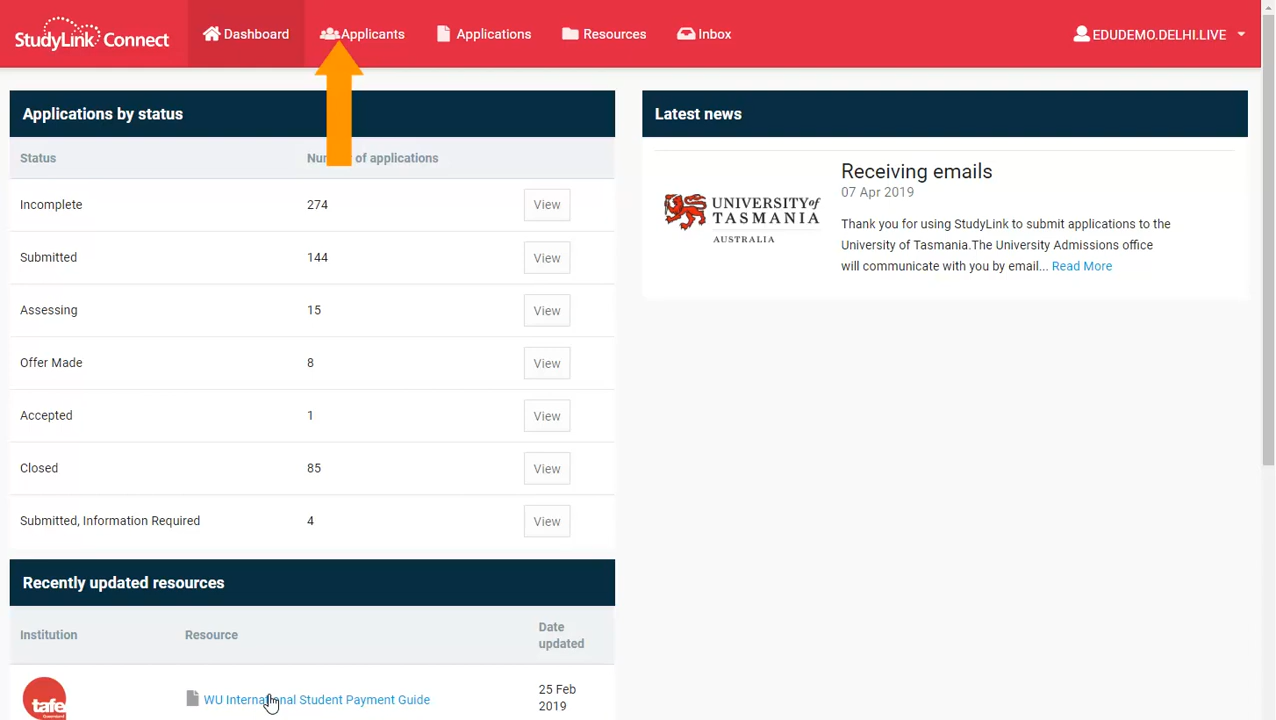 StudyLink Connect
Dashboard
Applicants
Applications
Resources
Inbox
EDUDEMO.DELHI.LIVE
Applications by status
Status of applications
Incomplete 274 View
Submitted 144 View
Assessing 15 View
Offer Made 8 View
Accepted 1 View
Closed 85 View
Submitted, Information Required 4 View
Recently updated resources
Institution Resource Date
updated
tafe
WU International Student Payment Guide
25 Feb
2019
Latest news
UNIVERSITY of
TASMANIA
AUSTRALIA
Receiving emails
07 Apr 2019
Thank you for using StudyLink to submit applications to the
University of Tasmania.The University Admissions office
will communicate with you by email... Read More